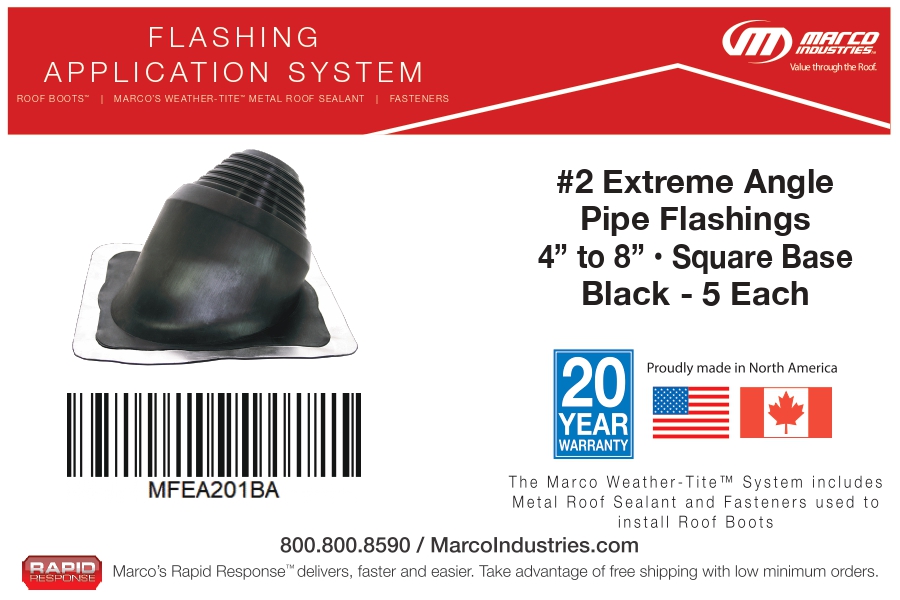 FLASHING
APPLICATION SYSTEM
ROOF BOOTS™ | MARCO'S WEATHER-TITE™ METAL ROOF SEALANT | FASTENERS
MARCO
INDUSTRIES™
Value through the Roof.
#2 Extreme Angle
Pipe Flashings
4” to 8” • Square Base
Black - 5 Each
20
YEAR
WARRANTY
Proudly made in North America
MFEA201BA
The Marco Weather-Tite™ System includes
Metal Roof Sealant and Fasteners used to
install Roof Boots
800.800.8590 / MarcoIndustries.com
RAPID
RESPONSE
Marco's Rapid Response™ delivers, faster and easier. Take advantage of free shipping with low minimum orders.